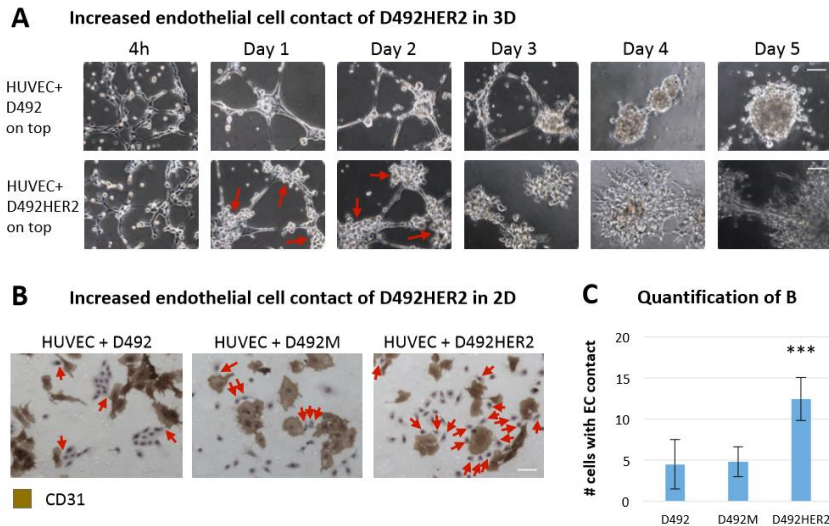 A Increased endothelial cell contact of D492HER2 in 3D
4h Day 1 Day 2 Day 3 Day 4 Day 5
HUVEC+
D492
on top
HUVEC+
D492HER2
on top
B Increased endothelial cell contact of D492HER2 in 2D
HUVEC + D492 HUVEC + D492M HUVEC + D492HER2
CD31
C Quantification of B
# cells with EC contact
20
15
10
5
0
***
D492 D492M D492HER2